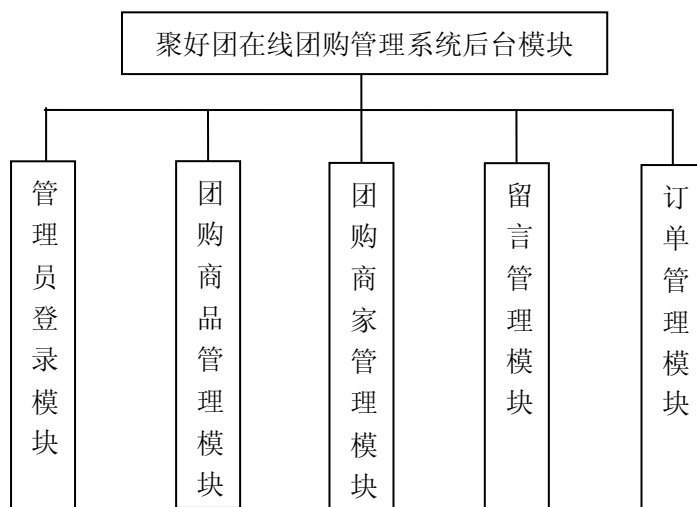 聚好团在线团购管理系统后台模块
管理员登录模块
团购商品管理模块
团购商家管理模块
留言管理模块
订单管理模块